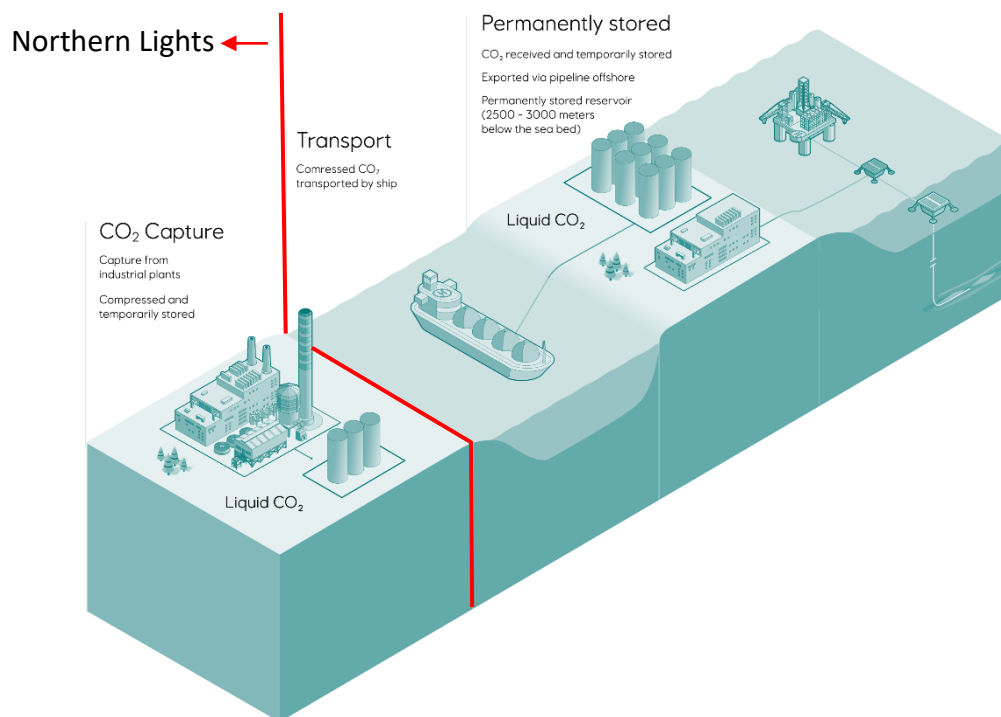 Northern Lights
Permanently stored
CO₂ received and temporarily stored
Exported via pipeline offshore
Permanently stored reservoir
(2500 - 3000 meters
below the sea bed)
Transport
Comressed CO₂
transported by ship
CO₂ Capture
Capture from
industrial plants
Compressed and
temporarily stored
Liquid CO₂
Liquid CO₂